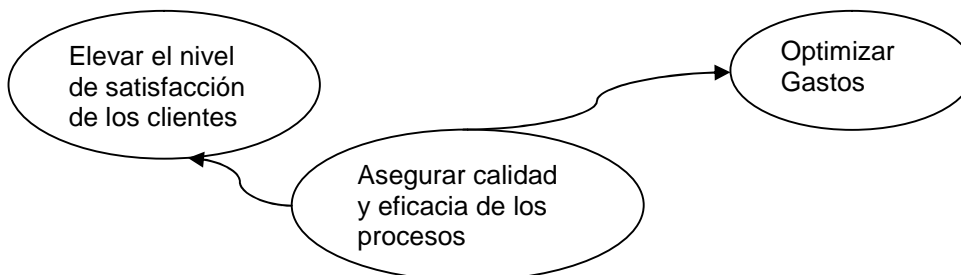 Elevar el nivel
de satisfacción
de los clientes
Optimizar
Gastos
Asegurar calidad
y eficacia de los
procesos